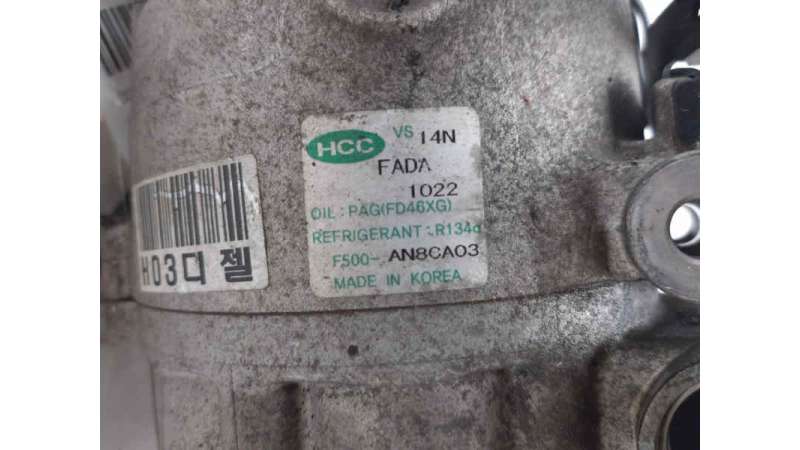 HCC VS 14N
FADA
1022
OIL : PAG(FD46XG)
REFRIGERANT : R134a
F500- AN8CA03
MADE IN KOREA
H03디젤